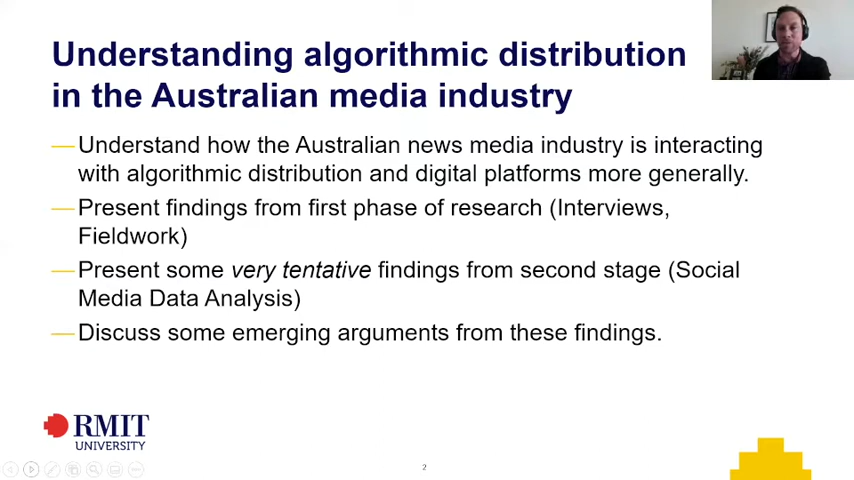 Understanding algorithmic distribution
in the Australian media industry
— Understand how the Australian news media industry is interacting
with algorithmic distribution and digital platforms more generally.
— Present findings from first phase of research (Interviews,
Fieldwork)
— Present some very tentative findings from second stage (Social
Media Data Analysis)
— Discuss some emerging arguments from these findings.
RMIT
UNIVERSITY
2